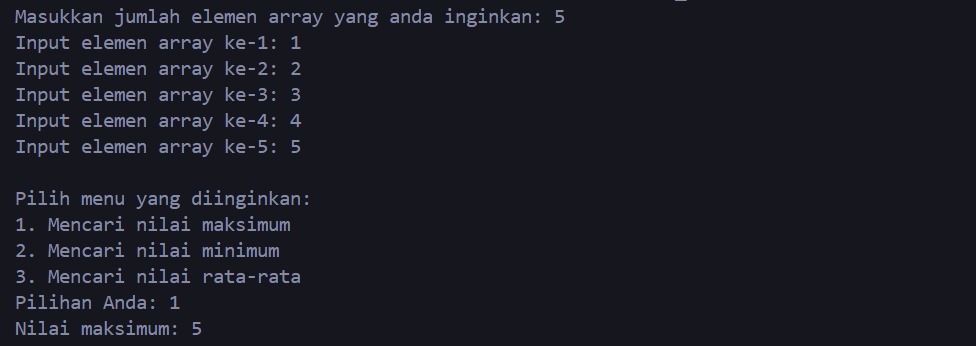 Masukkan jumlah elemen array yang anda inginkan: 5
Input elemen array ke-1: 1
Input elemen array ke-2: 2
Input elemen array ke-3: 3
Input elemen array ke-4: 4
Input elemen array ke-5: 5
Pilih menu yang diinginkan:
1. Mencari nilai maksimum
2. Mencari nilai minimum
3. Mencari nilai rata-rata
Pilihan Anda: 1
Nilai maksimum: 5